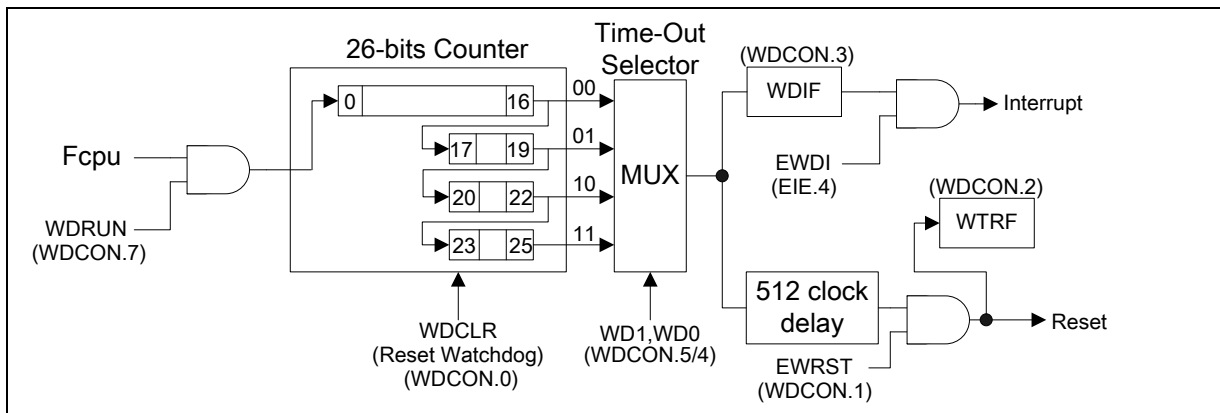 26-bits Counter
Time-Out
Selector
Fcpu
WDRUN
(WDCON.7)
0
16
17
19
20
22
23
25
00
01
10
11
MUX
WDCLR
(Reset Watchdog)
(WDCON.0)
WD1,WD0
(WDCON.5/4)
(WDCON.3)
WDIF
EWDI
(EIE.4)
Interrupt
(WDCON.2)
WTRF
512 clock
delay
EWRST
(WDCON.1)
Reset